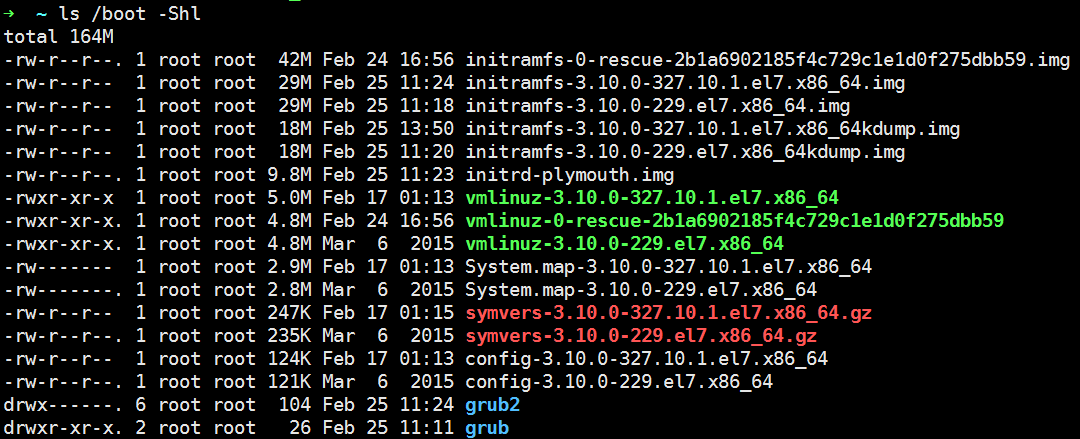 ➜  ~ ls /boot -Shl
total 164M
-rw-r--r--. 1 root root  42M Feb 24 16:56 initramfs-0-rescue-2b1a6902185f4c729c1e1d0f275dbb59.img
-rw-r--r--  1 root root  29M Feb 25 11:24 initramfs-3.10.0-327.10.1.el7.x86_64.img
-rw-r--r--  1 root root  29M Feb 25 11:18 initramfs-3.10.0-229.el7.x86_64.img
-rw-r--r--  1 root root  18M Feb 25 13:50 initramfs-3.10.0-327.10.1.el7.x86_64kdump.img
-rw-r--r--  1 root root  18M Feb 25 11:20 initramfs-3.10.0-229.el7.x86_64kdump.img
-rw-r--r--  1 root root 9.8M Feb 25 11:23 initrd-plymouth.img
-rwxr-xr-x  1 root root 5.0M Feb 17 01:13 vmlinuz-3.10.0-327.10.1.el7.x86_64
-rwxr-xr-x. 1 root root 4.8M Feb 24 16:56 vmlinuz-0-rescue-2b1a6902185f4c729c1e1d0f275dbb59
-rwxr-xr-x. 1 root root 4.8M Mar  6  2015 vmlinuz-3.10.0-229.el7.x86_64
-rw-------  1 root root 2.9M Feb 17 01:13 System.map-3.10.0-327.10.1.el7.x86_64
-rw-------. 1 root root 2.8M Mar  6  2015 System.map-3.10.0-229.el7.x86_64
-rw-r--r--  1 root root 247K Feb 17 01:15 symvers-3.10.0-327.10.1.el7.x86_64.gz
-rw-r--r--. 1 root root 235K Mar  6  2015 symvers-3.10.0-229.el7.x86_64.gz
-rw-r--r--  1 root root 124K Feb 17 01:13 config-3.10.0-327.10.1.el7.x86_64
-rw-r--r--. 1 root root 121K Mar  6  2015 config-3.10.0-229.el7.x86_64
drwx------. 6 root root  104 Feb 25 11:24 grub2
drwxr-xr-x. 2 root root   26 Feb 25 11:11 grub